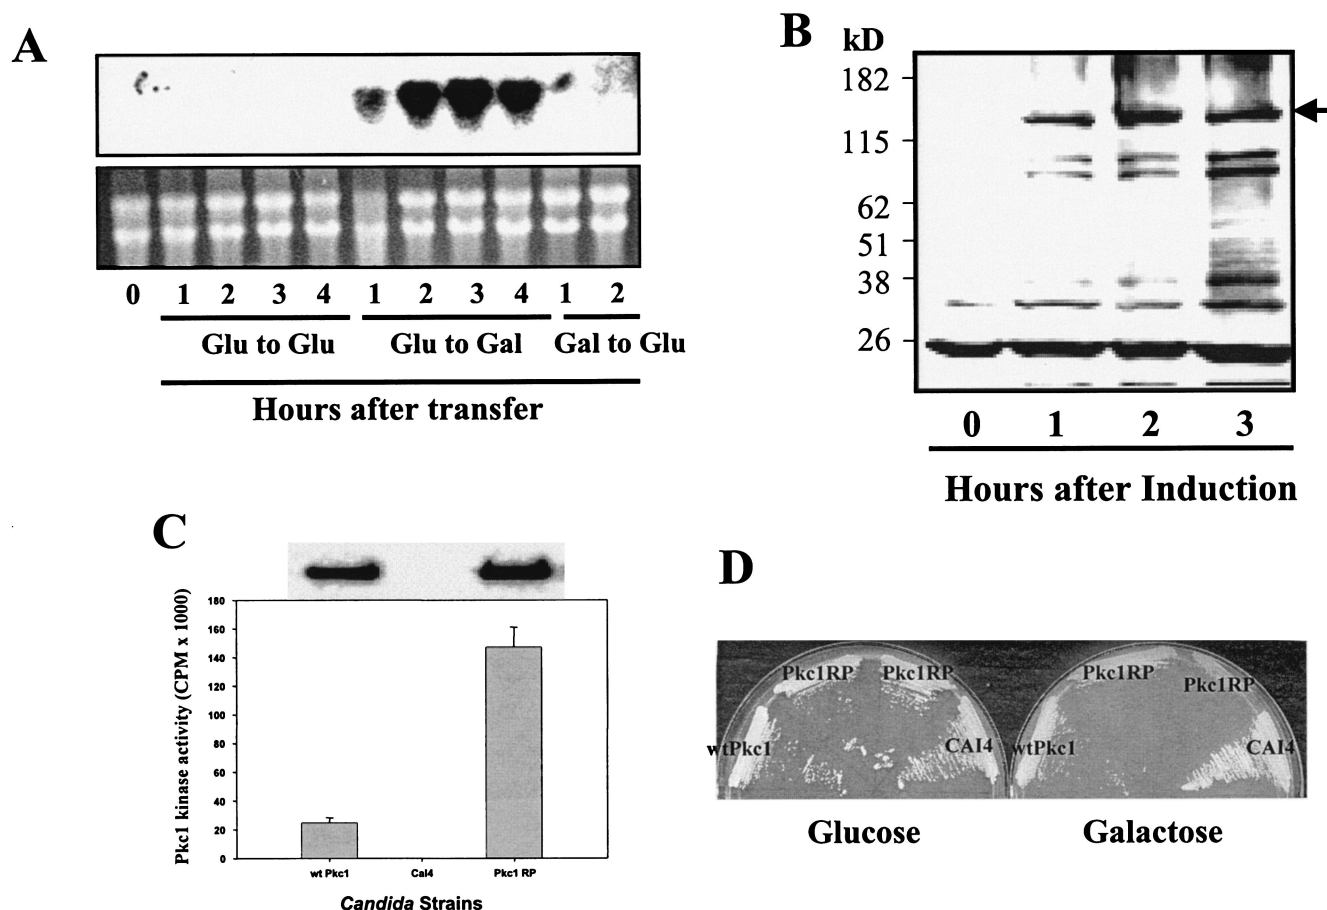 A
0 1 2 3 4 1 2 3 4 1 2
Glu to Glu Glu to Gal Gal to Glu
Hours after transfer
B
kD
182
115
62
51
38
26
0 1 2 3
Hours after Induction
C
Pkc1 kinase activity (CPM x 1000)
180
160
140
120
100
80
60
40
20
0
wt Pkc1 Cal4 Pkc1 RP
Candida Strains
D
Pkc1RP Pkc1RP Pkc1RP Pkc1RP
wtPkc1 CAI4 wtPkc1 CAI4
Glucose Galactose